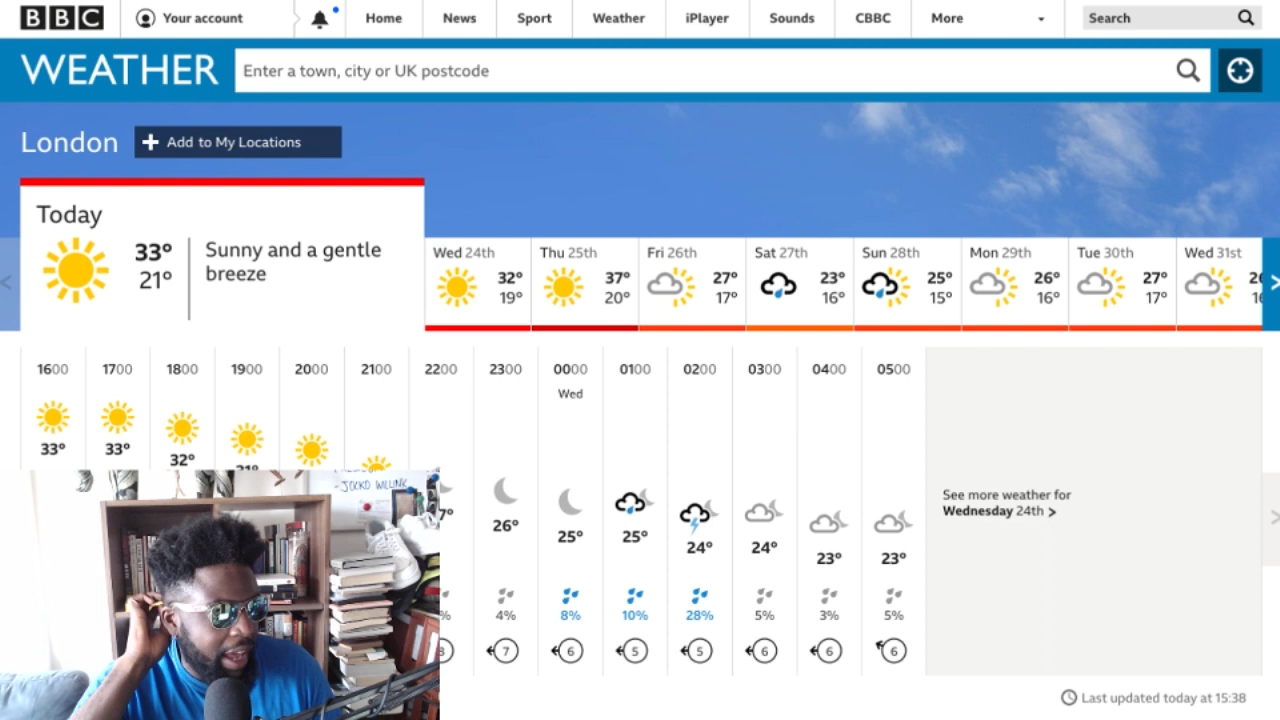 BBC Your account Home News Sport Weather iPlayer Sounds CBBC More Search
WEATHER Enter a town, city or UK postcode
London + Add to My Locations
Today
33° 21° Sunny and a gentle
breeze
Wed 24th Thu 25th Fri 26th Sat 27th Sun 28th Mon 29th Tue 30th Wed 31st
32° 37° 27° 23° 25° 26° 27°
19° 20° 17° 16° 15° 16° 17°
1600 1700 1800 1900 2000 2100 2200 2300 0000 0100 0200 0300 0400 0500
Wed
33° 33° 32°
26° 25° 25° 24° 24° 23° 23°
-JOCKO WILLINK
See more weather for
Wednesday 24th >
4% 8% 10% 28% 5% 3% 5%
7 6 5 5 6 6 6
Last updated today at 15:38